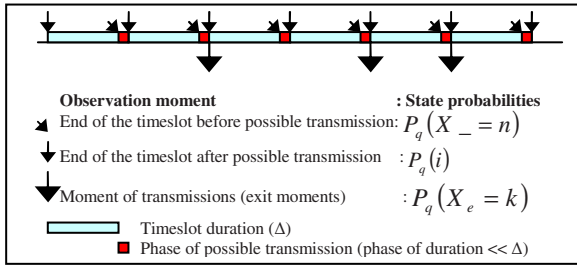 Observation moment : State probabilities
End of the timeslot before possible transmission: P_q(X_- = n)
End of the timeslot after possible transmission : P_q(i)
Moment of transmissions (exit moments) : P_q(X_e = k)
Timeslot duration (Δ)
Phase of possible transmission (phase of duration << Δ)